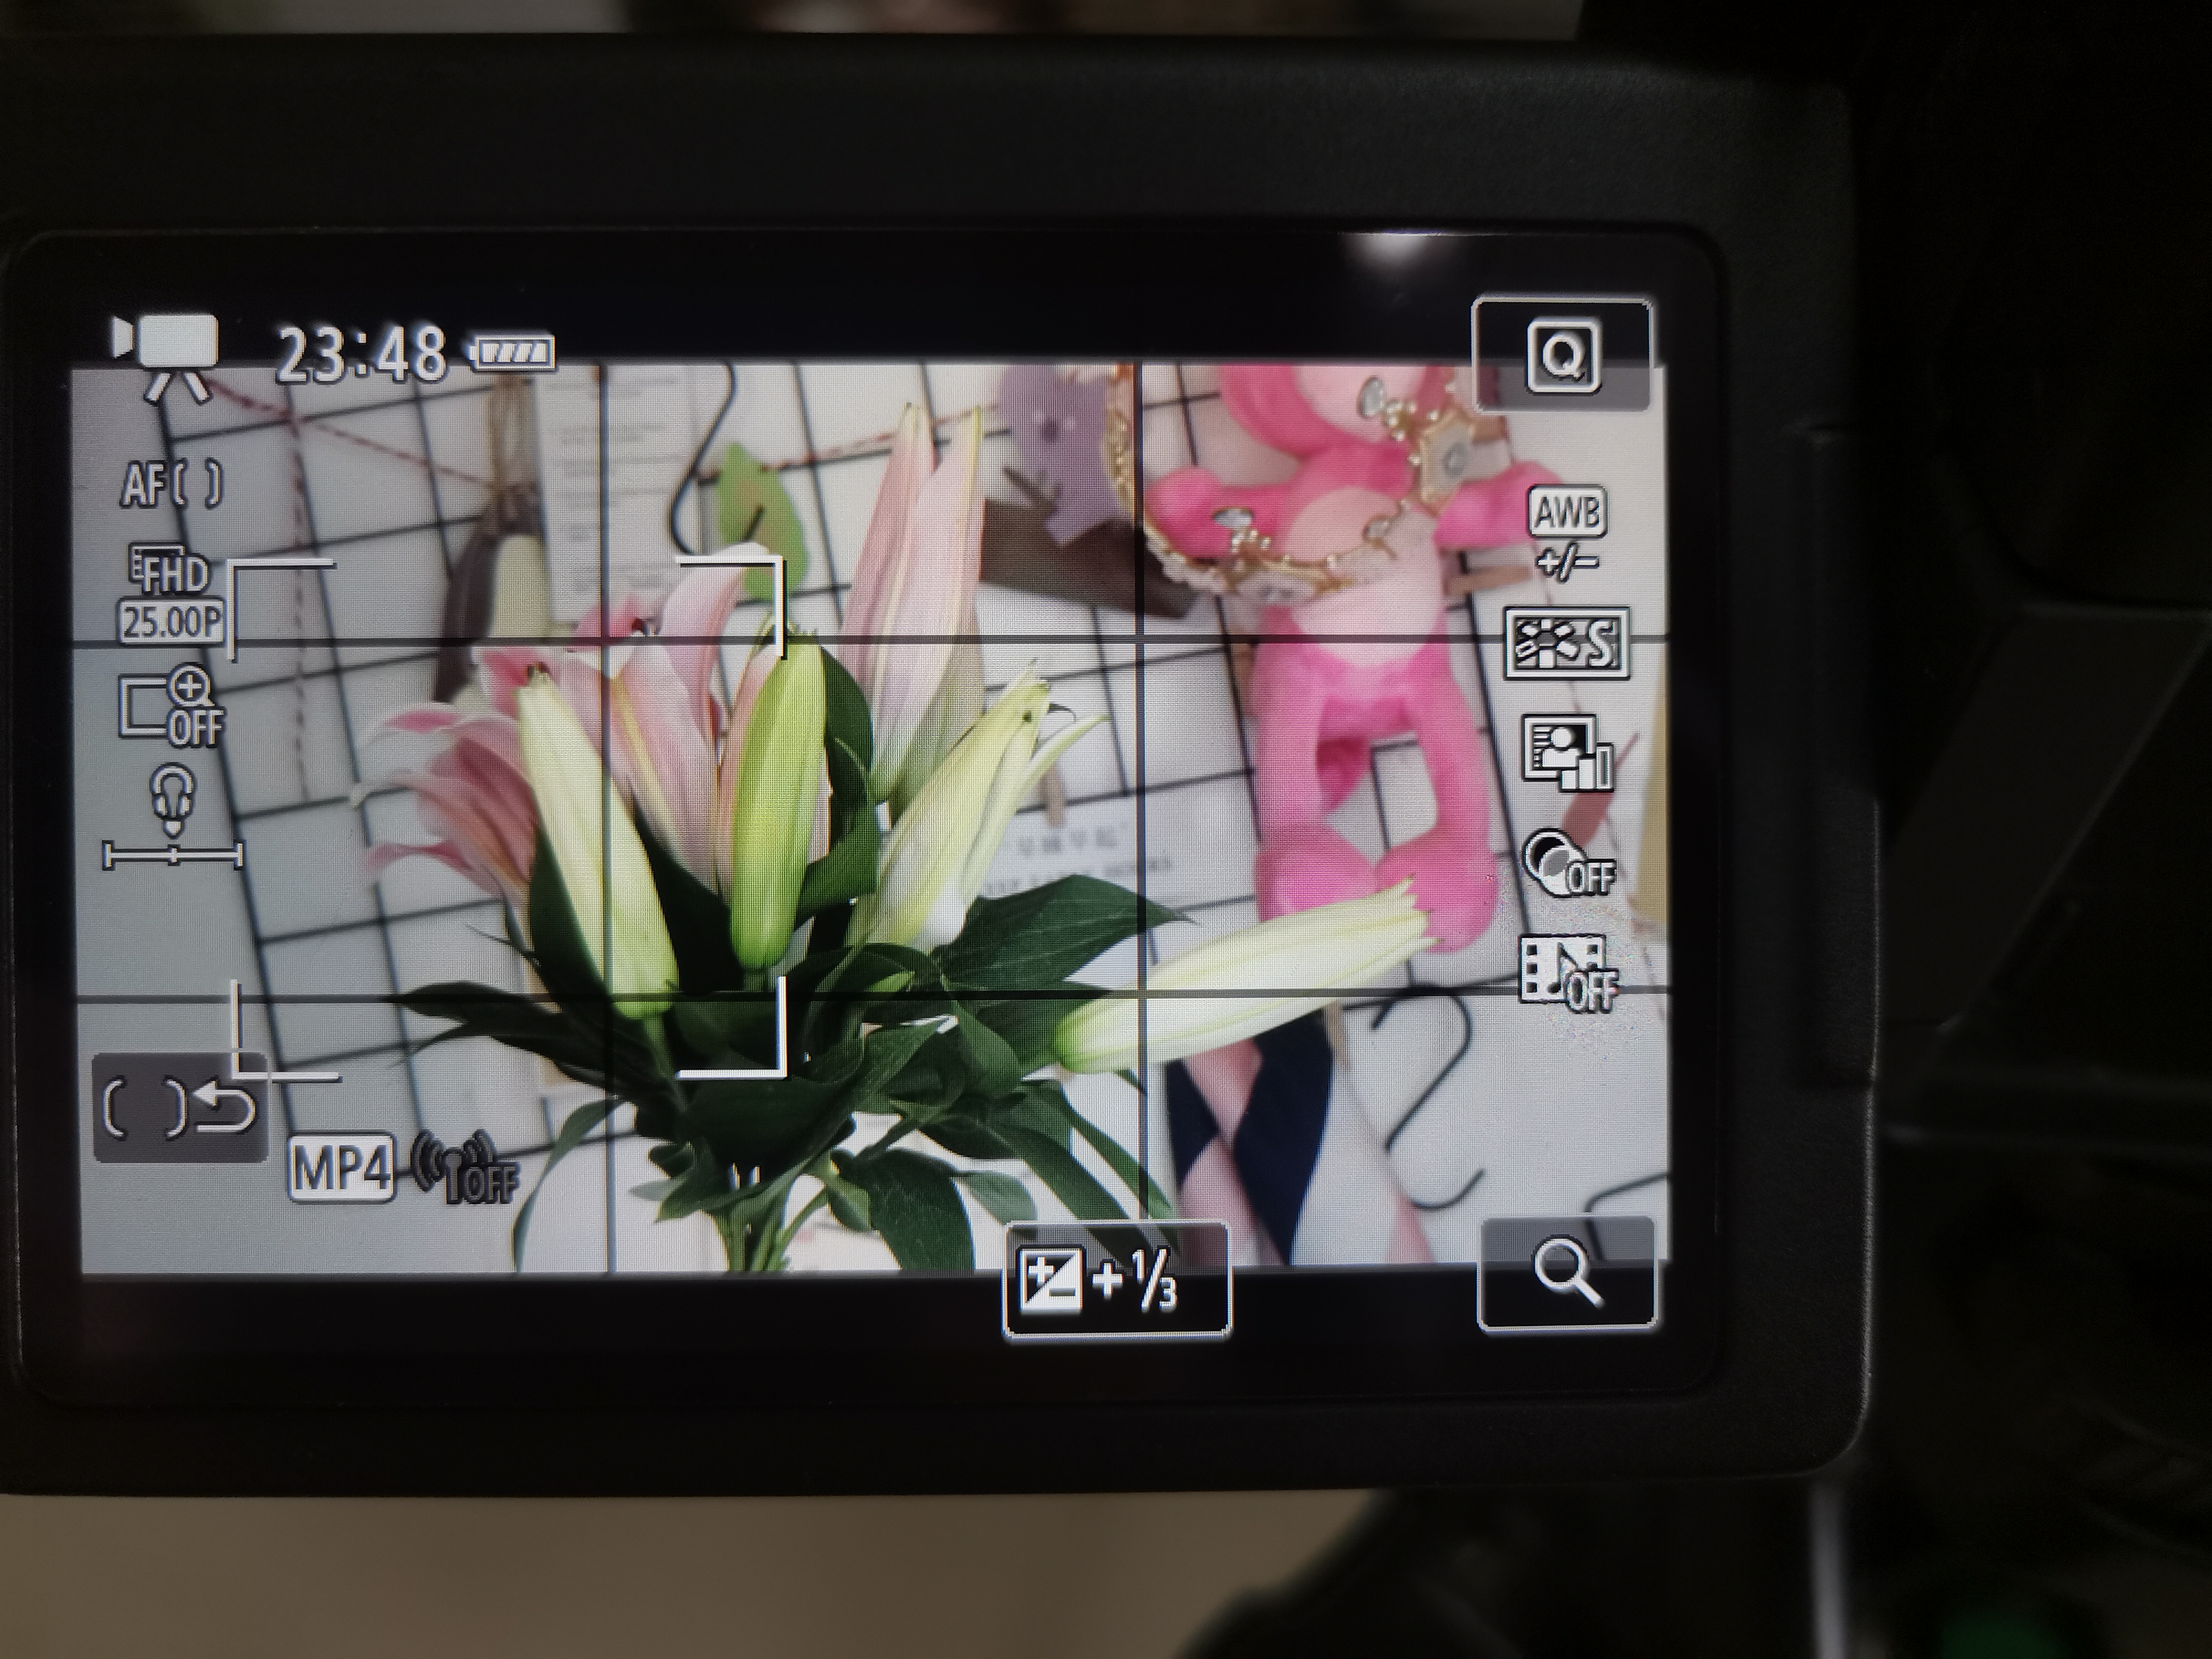 23:48
Q
AF
FHD
25.00P
OFF
AWB
+/-
S
OFF
OFF
MP4
OFF
+1/3